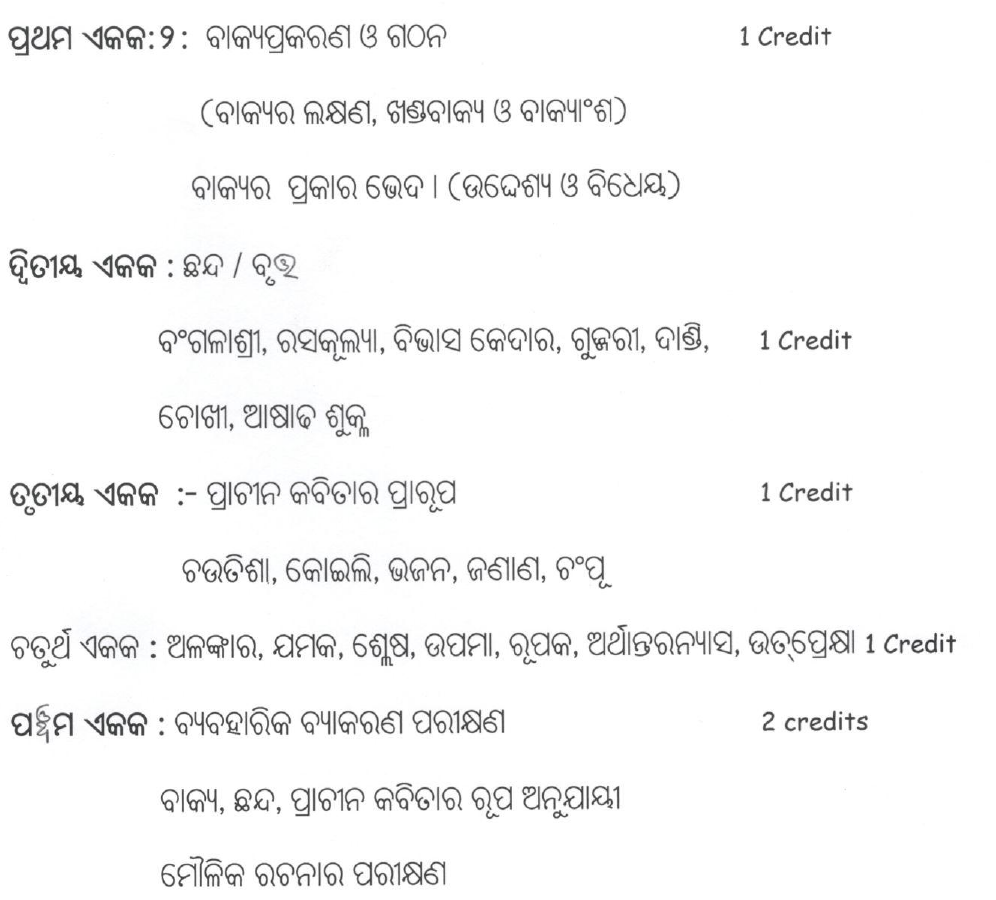 ପ୍ରଥମ ଏକକ:୨: ବାକ୍ୟପ୍ରକରଣ ଓ ଗଠନ 1 Credit
(ବାକ୍ୟର ଲକ୍ଷଣ, ଖଣ୍ଡବାକ୍ୟ ଓ ବାକ୍ୟାଂଶ)
ବାକ୍ୟର ପ୍ରକାର ଭେଦ । (ଉଦ୍ଦେଶ୍ୟ ଓ ବିଧେୟ)
ଦ୍ୱିତୀୟ ଏକକ : ଛନ୍ଦ / ବୃତ୍ତ
ବଂଗଳାଶ୍ରୀ, ରସକୂଲ୍ୟା, ବିଭାସ କେଦାର, ଗୁଜ୍ଜରୀ, ଦାଣ୍ଡି, 1 Credit
ଚୋଖୀ, ଆଷାଢ ଶୁକ୍ଳ
ତୃତୀୟ ଏକକ :- ପ୍ରାଚୀନ କବିତାର ପ୍ରାରୂପ 1 Credit
ଚଉତିଶା, କୋଇଲି, ଭଜନ, ଜଣାଣ, ଚଂପୂ
ଚତୁର୍ଥ ଏକକ : ଅଳଙ୍କାର, ଯମକ, ଶ୍ଳେଷ, ଉପମା, ରୂପକ, ଅର୍ଥାନ୍ତରନ୍ୟାସ, ଉତ୍‌ପ୍ରେକ୍ଷା 1 Credit
ପଞ୍ଚମ ଏକକ : ବ୍ୟବହାରିକ ବ୍ୟାକରଣ ପରୀକ୍ଷଣ 2 credits
ବାକ୍ୟ, ଛନ୍ଦ, ପ୍ରାଚୀନ କବିତାର ରୂପ ଅନୁଯାୟୀ
ମୌଳିକ ରଚନାର ପରୀକ୍ଷଣ